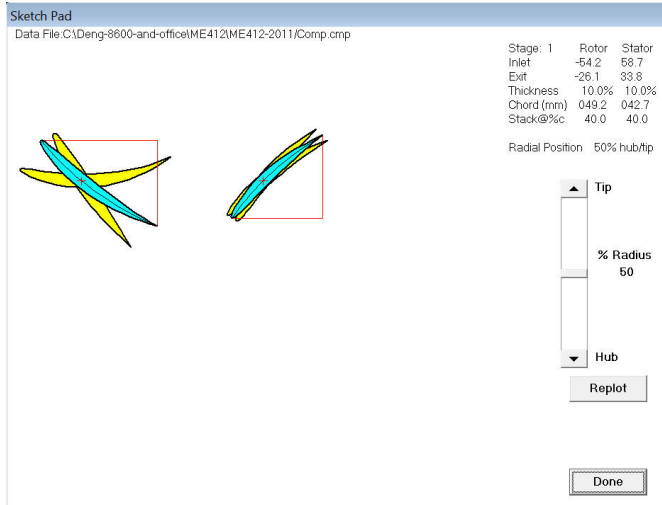 Sketch Pad
Data File:C:\Deng-8600-and-office\ME412\ME412-2011/Comp.cmp
Stage: 1 Rotor Stator
Inlet -54.2 58.7
Exit -26.1 33.8
Thickness 10.0% 10.0%
Chord (mm) 049.2 042.7
Stack@%c 40.0 40.0
Radial Position 50% hub/tip
Tip
% Radius
50
Hub
Replot
Done